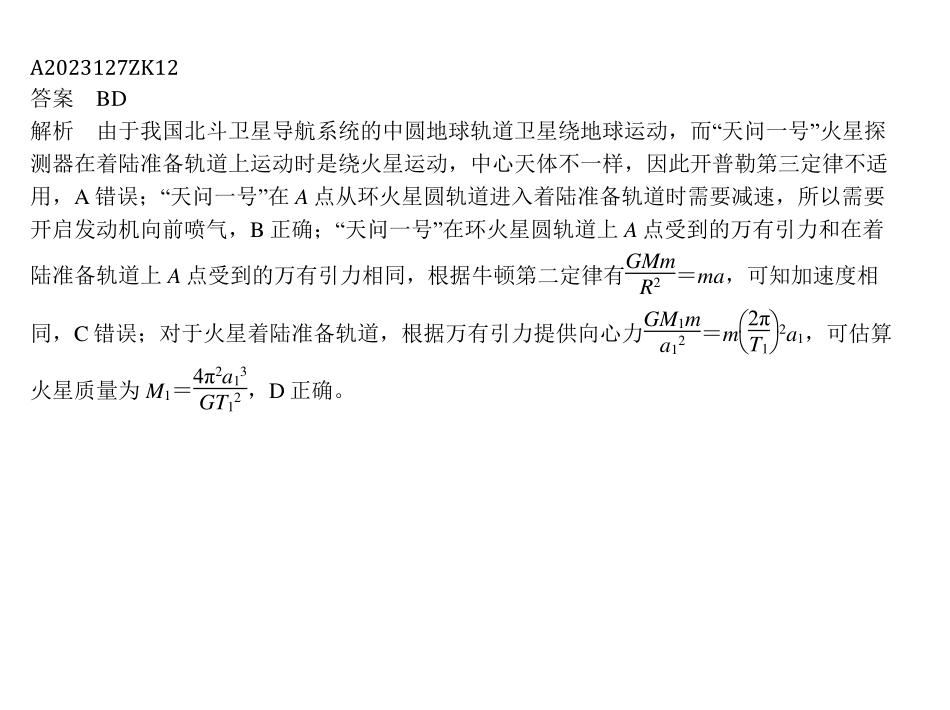 A2023127ZK12
答案 BD
解析 由于我国北斗卫星导航系统的中圆地球轨道卫星绕地球运动，而“天问一号”火星探
测器在着陆准备轨道上运动时是绕火星运动，中心天体不一样，因此开普勒第三定律不适
用，A 错误；“天问一号”在 A 点从环火星圆轨道进入着陆准备轨道时需要减速，所以需要
开启发动机向前喷气，B 正确；“天问一号”在环火星圆轨道上 A 点受到的万有引力和在着
陆准备轨道上 A 点受到的万有引力相同，根据牛顿第二定律有\frac{GMm}{R^2}=ma，可知加速度相
同，C 错误；对于火星着陆准备轨道，根据万有引力提供向心力\frac{GM_1m}{a_1^2}=m(\frac{2π}{T_1})^2a_1，可估算
火星质量为 M_1=\frac{4π^2a_1^3}{GT_1^2}，D 正确。